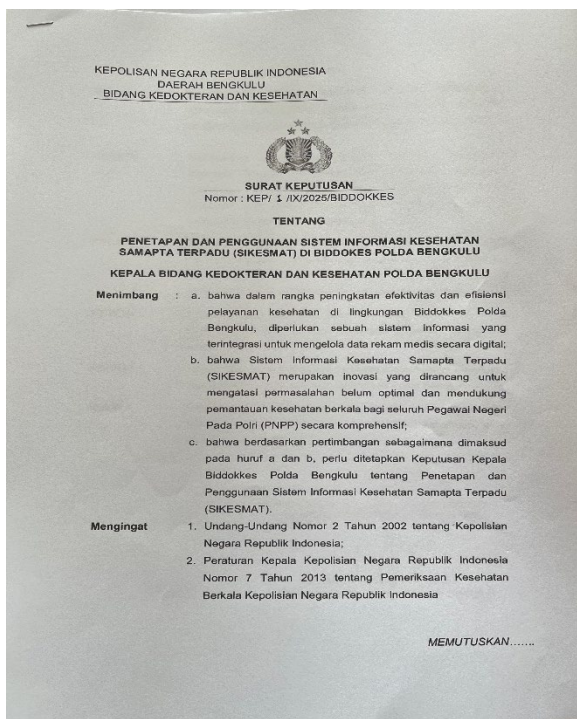 KEPOLISAN NEGARA REPUBLIK INDONESIA
DAERAH BENGKULU
BIDANG KEDOKTERAN DAN KESEHATAN
SURAT KEPUTUSAN
Nomor : KEP/ 1 /IX/2025/BIDDOKKES
TENTANG
PENETAPAN DAN PENGGUNAAN SISTEM INFORMASI KESEHATAN
SAMAPTA TERPADU (SIKESMAT) DI BIDDOKES POLDA BENGKULU
KEPALA BIDANG KEDOKTERAN DAN KESEHATAN POLDA BENGKULU
Menimbang : a. bahwa dalam rangka peningkatan efektivitas dan efisiensi
pelayanan kesehatan di lingkungan Biddokkes Polda
Bengkulu, diperlukan sebuah sistem informasi yang
terintegrasi untuk mengelola data rekam medis secara digital;
b. bahwa Sistem Informasi Kesehatan Samapta Terpadu
(SIKESMAT) merupakan inovasi yang dirancang untuk
mengatasi permasalahan belum optimal dan mendukung
pemantauan kesehatan berkala bagi seluruh Pegawai Negeri
Pada Polri (PNPP) secara komprehensif;
c. bahwa berdasarkan pertimbangan sebagaimana dimaksud
pada huruf a dan b, perlu ditetapkan Keputusan Kepala
Biddokkes Polda Bengkulu tentang Penetapan dan
Penggunaan Sistem Informasi Kesehatan Samapta Terpadu
(SIKESMAT).
Mengingat 1. Undang-Undang Nomor 2 Tahun 2002 tentang Kepolisian
Negara Republik Indonesia;
2. Peraturan Kepala Kepolisian Negara Republik Indonesia
Nomor 7 Tahun 2013 tentang Pemeriksaan Kesehatan
Berkala Kepolisian Negara Republik Indonesia
MEMUTUSKAN.......